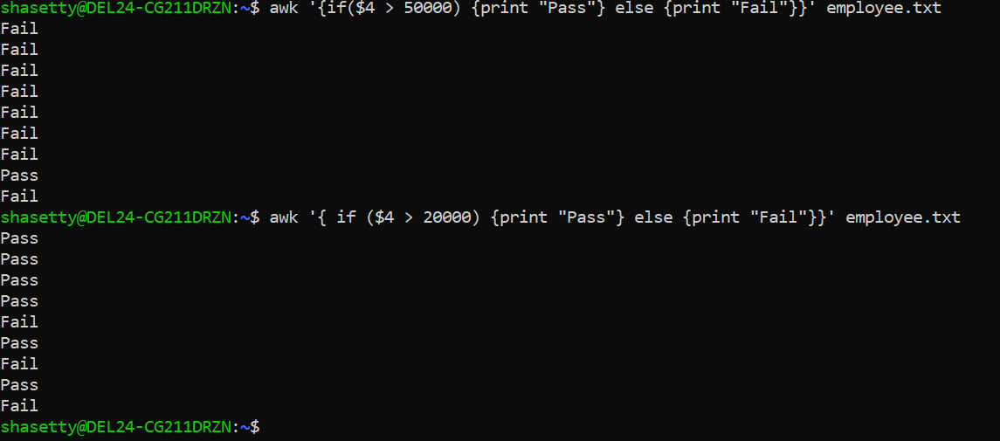 shasetty@DEL24-CG211DRZN:~$ awk '{if($4 > 50000) {print "Pass"} else {print "Fail"}}' employee.txt
Fail
Fail
Fail
Fail
Fail
Fail
Fail
Pass
Fail
shasetty@DEL24-CG211DRZN:~$ awk '{ if ($4 > 20000) {print "Pass"} else {print "Fail"}}' employee.txt
Pass
Pass
Pass
Pass
Fail
Pass
Fail
Pass
Fail
shasetty@DEL24-CG211DRZN:~$